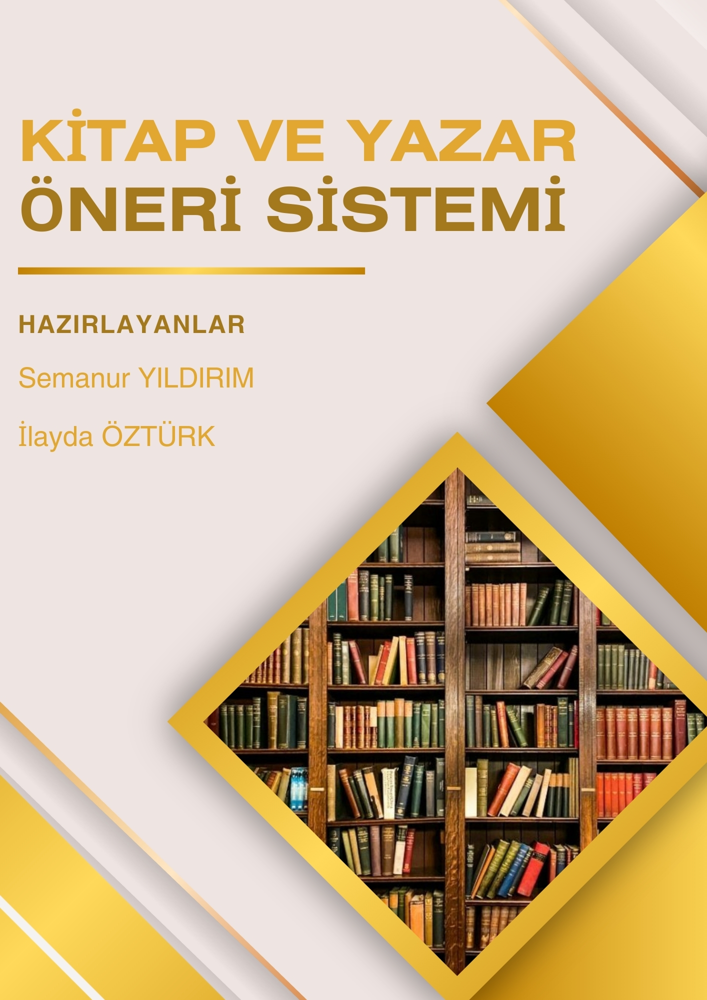 KİTAP VE YAZAR
ÖNERİ SİSTEMİ
HAZIRLAYANLAR
Semanur YILDIRIM
İlayda ÖZTÜRK